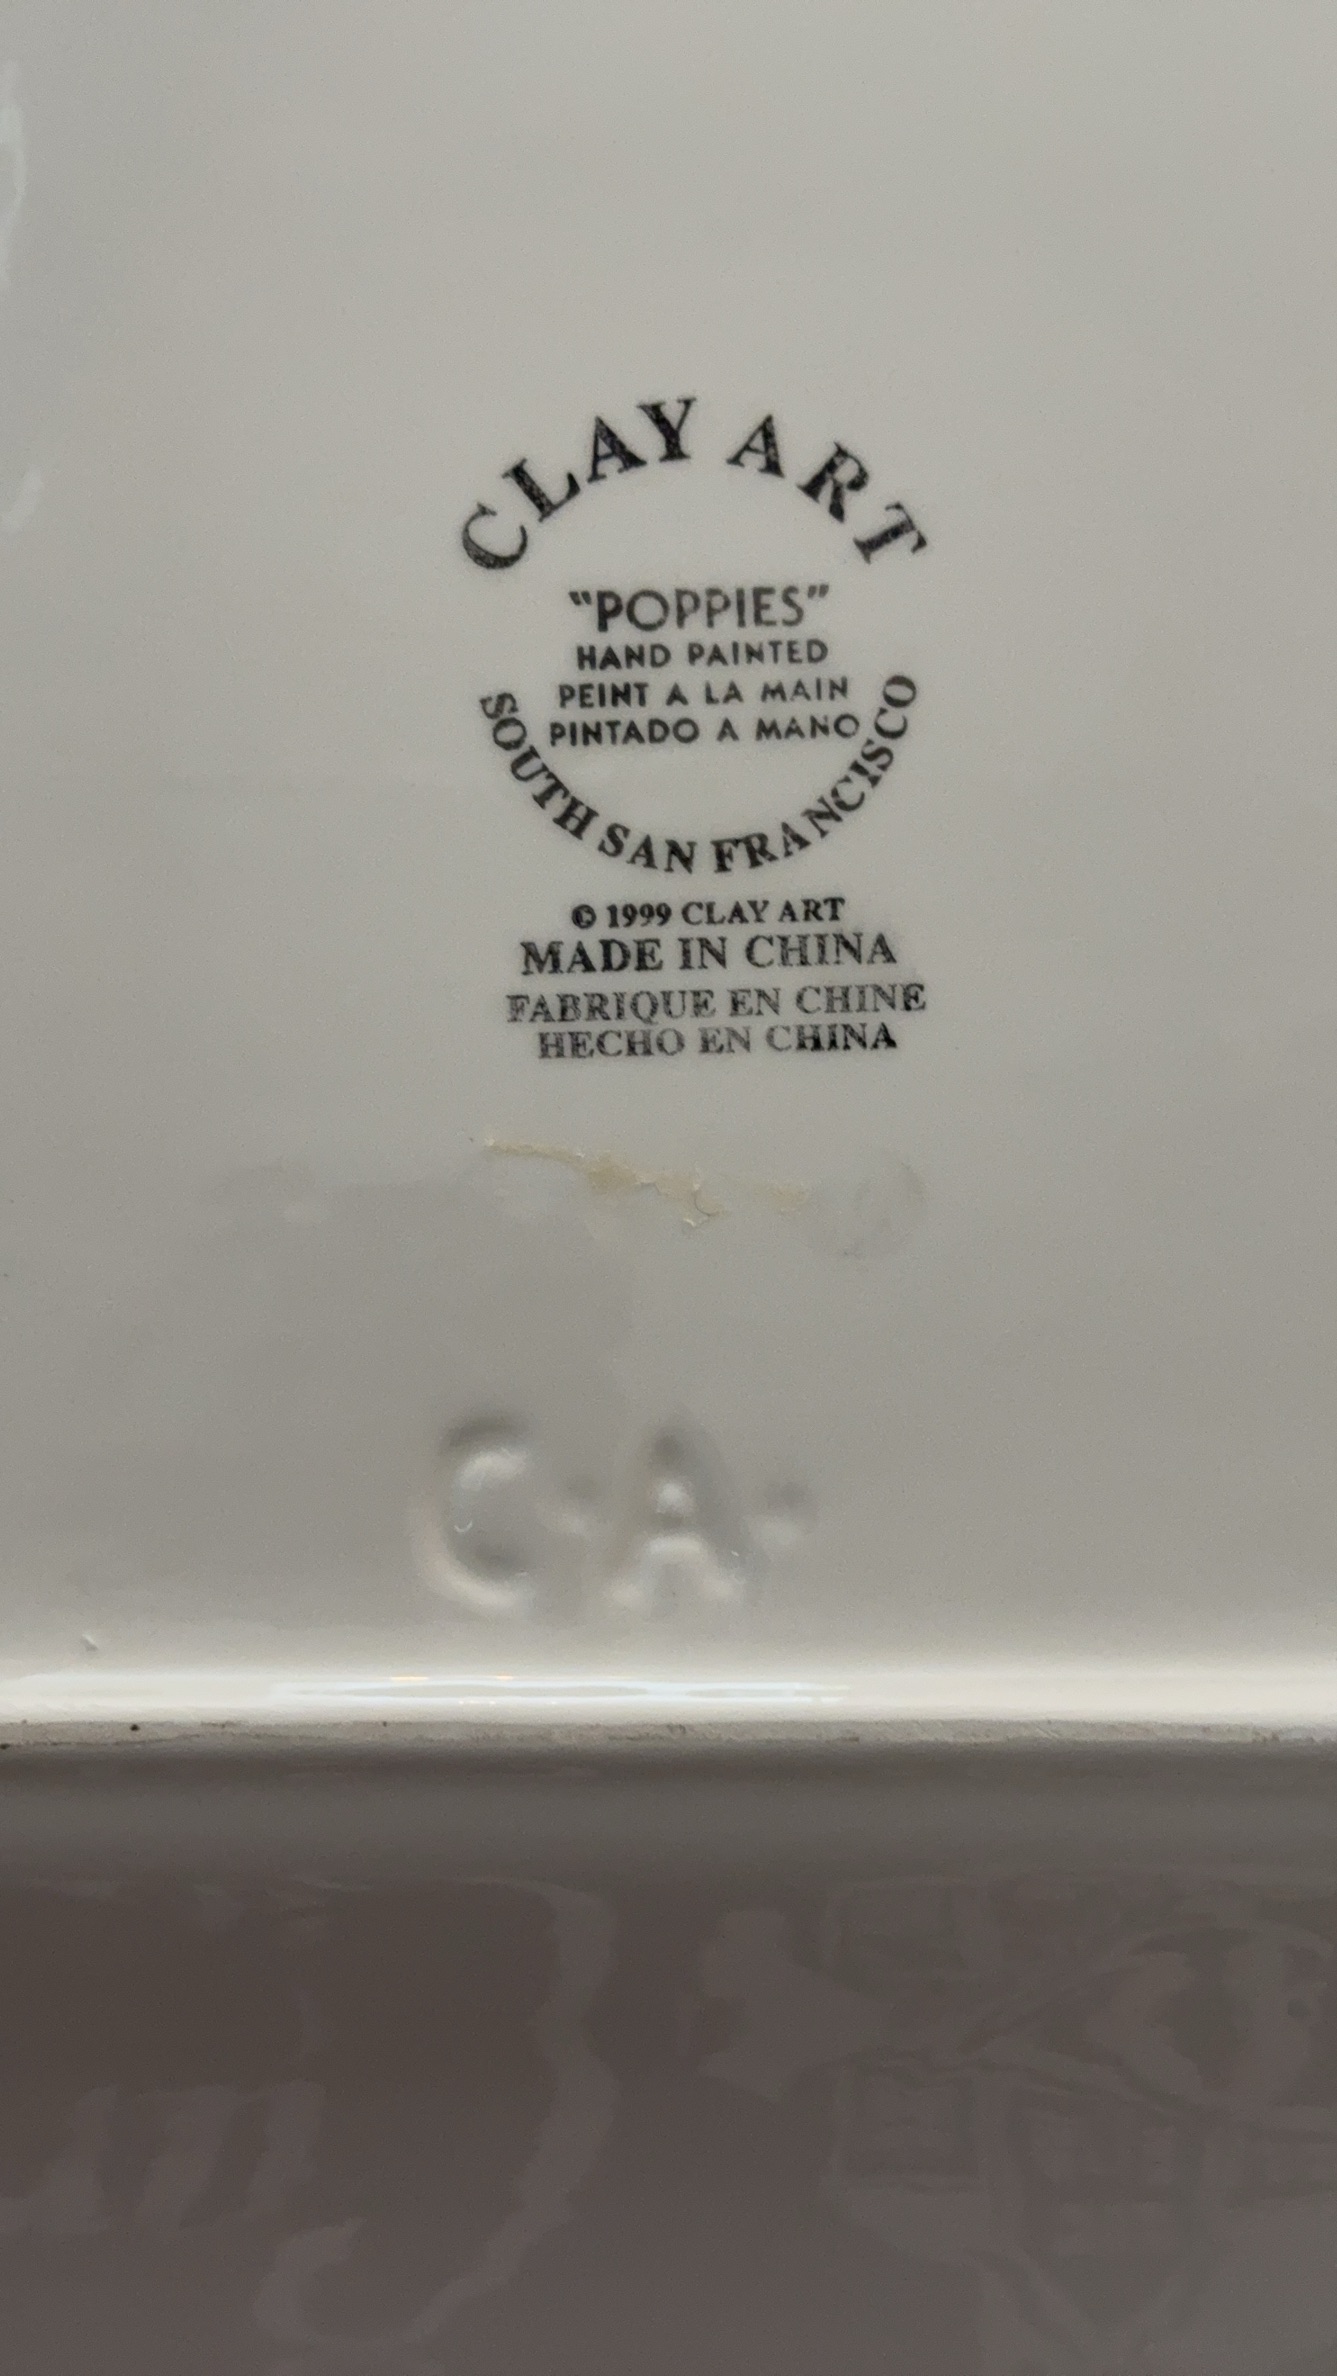 CLAY ART
"POPPIES"
HAND PAINTED
PEINT A LA MAIN
PINTADO A MANO
SOUTH SAN FRANCISCO
© 1999 CLAY ART
MADE IN CHINA
FABRIQUE EN CHINE
HECHO EN CHINA
C·A·